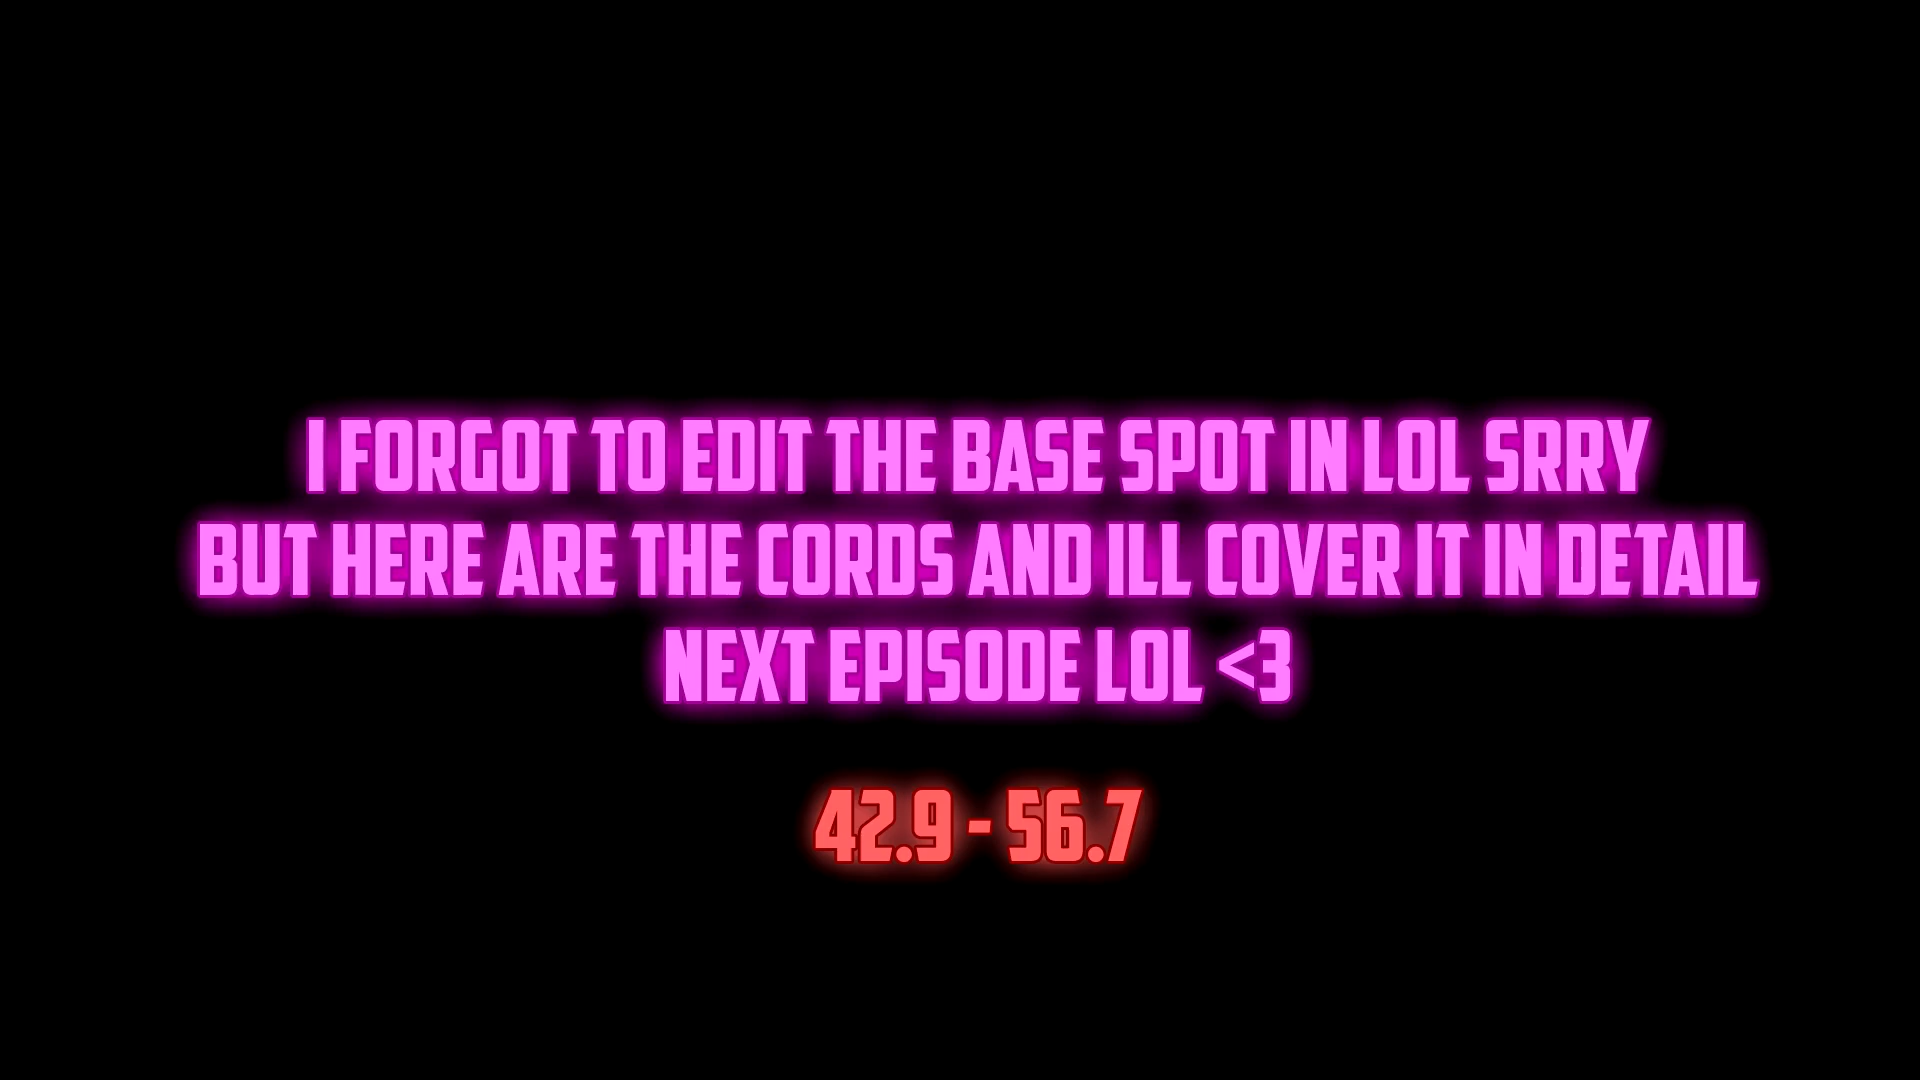 I FORGOT TO EDIT THE BASE SPOT IN LOL SRRY
BUT HERE ARE THE CORDS AND ILL COVER IT IN DETAIL
NEXT EPISODE LOL <3
42.9 - 56.7